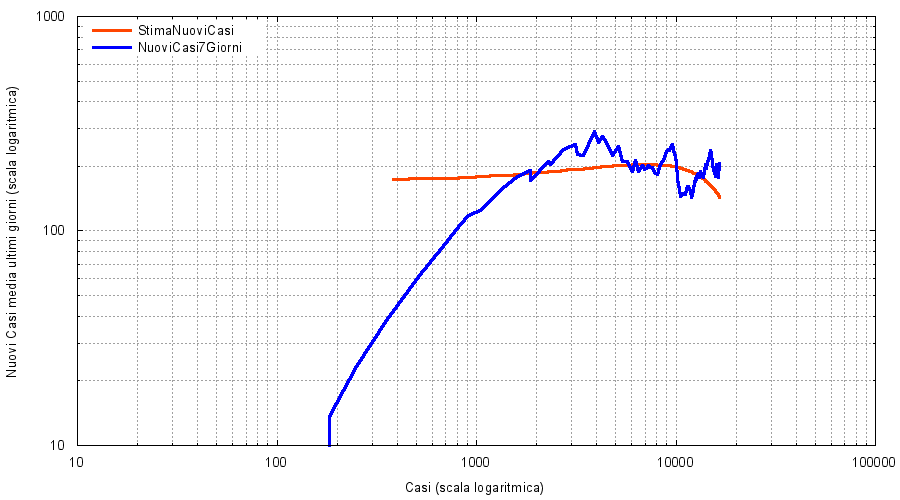 1000
StimaNuoviCasi
NuoviCasi7Giorni
Nuovi Casi media ultimi giorni (scala logaritmica)
100
10
10 100 1000 10000 100000
Casi (scala logaritmica)